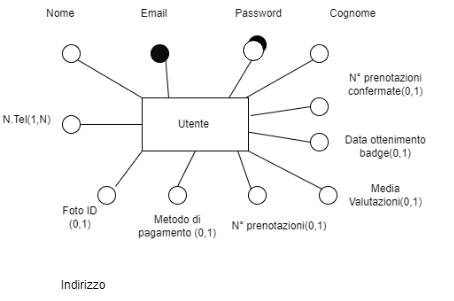 Nome
Email
Password
Cognome
N° prenotazioni
confermate(0,1)
N.Tel(1,N)
Utente
Data ottenimento
badge(0,1)
Media
Valutazioni(0,1)
Foto ID
(0,1)
Metodo di
pagamento (0,1)
N° prenotazioni(0,1)
Indirizzo